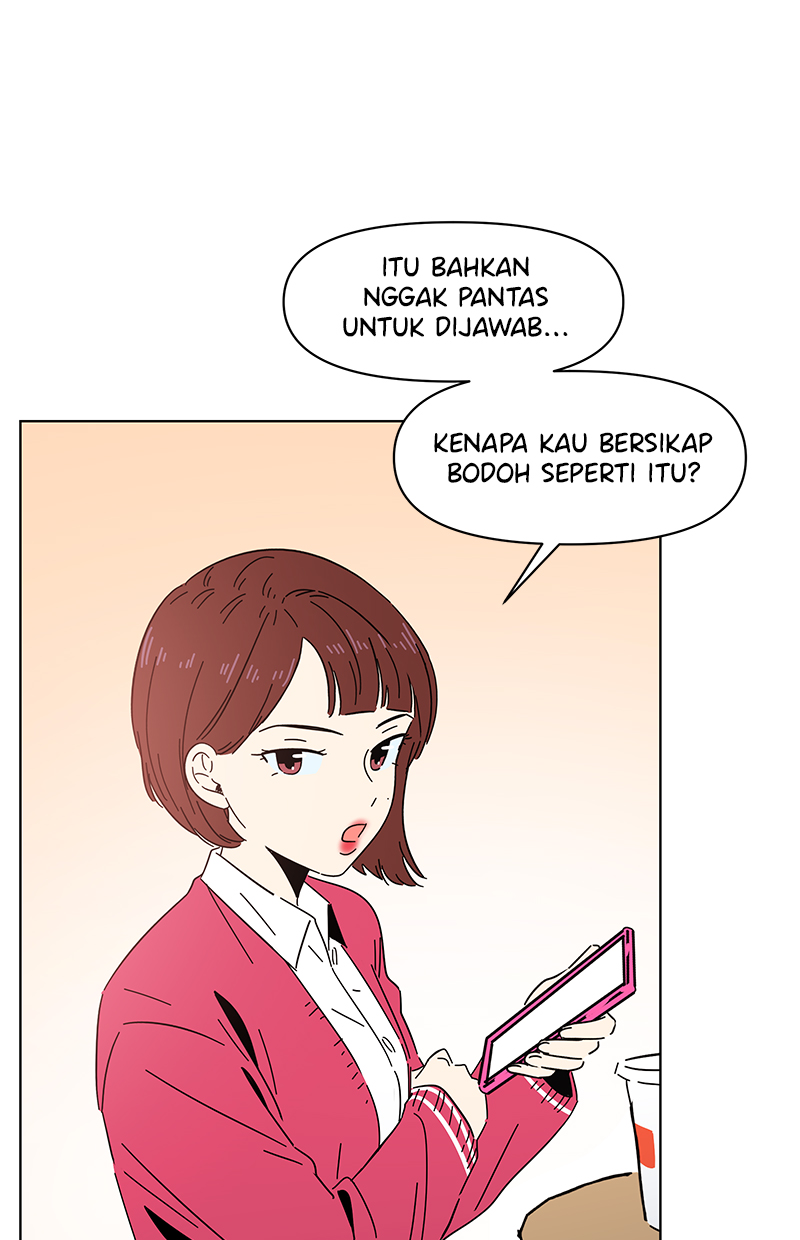 ITU BAHKAN
NGGAK PANTAS
UNTUK DIJAWAB...
KENAPA KAU BERSIKAP
BODOH SEPERTI ITU?